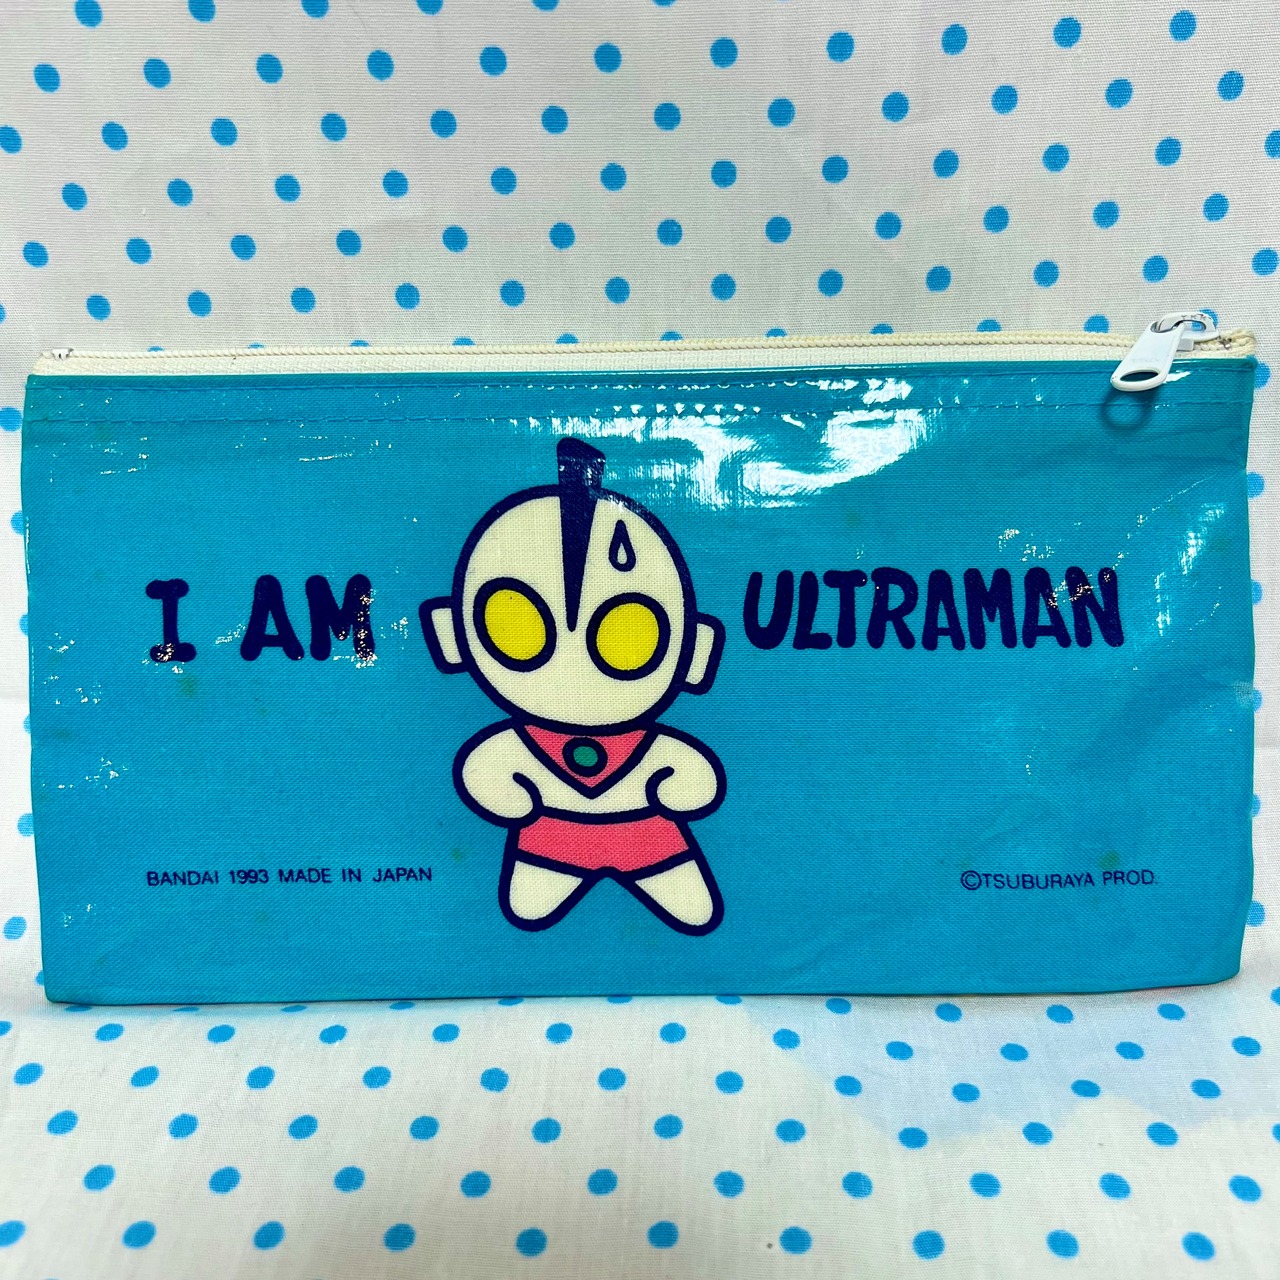 I AM ULTRAMAN
BANDAI 1993 MADE IN JAPAN
©TSUBURAYA PROD.